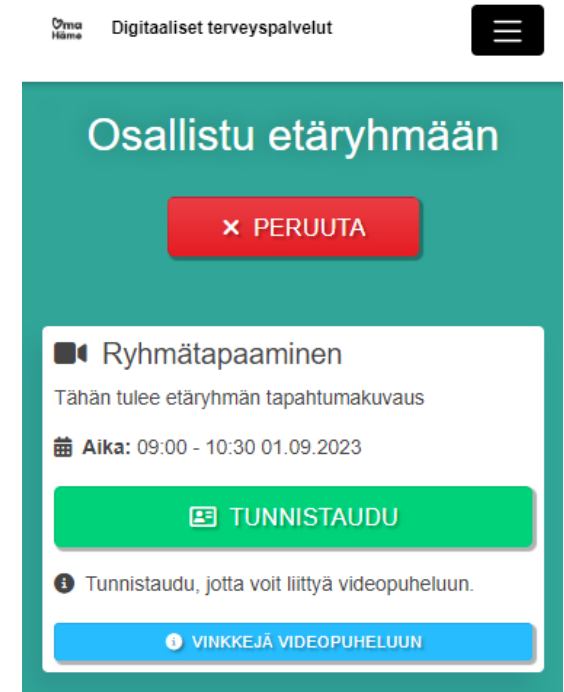 Oma
Häme
Digitaaliset terveyspalvelut
Osallistu etäryhmään
× PERUUTA
Ryhmätapaaminen
Tähän tulee etäryhmän tapahtumakuvaus
Aika: 09:00 - 10:30 01.09.2023
TUNNISTAUDU
Tunnistaudu, jotta voit liittyä videopuheluun.
VINKKEJÄ VIDEOPUHELUUN